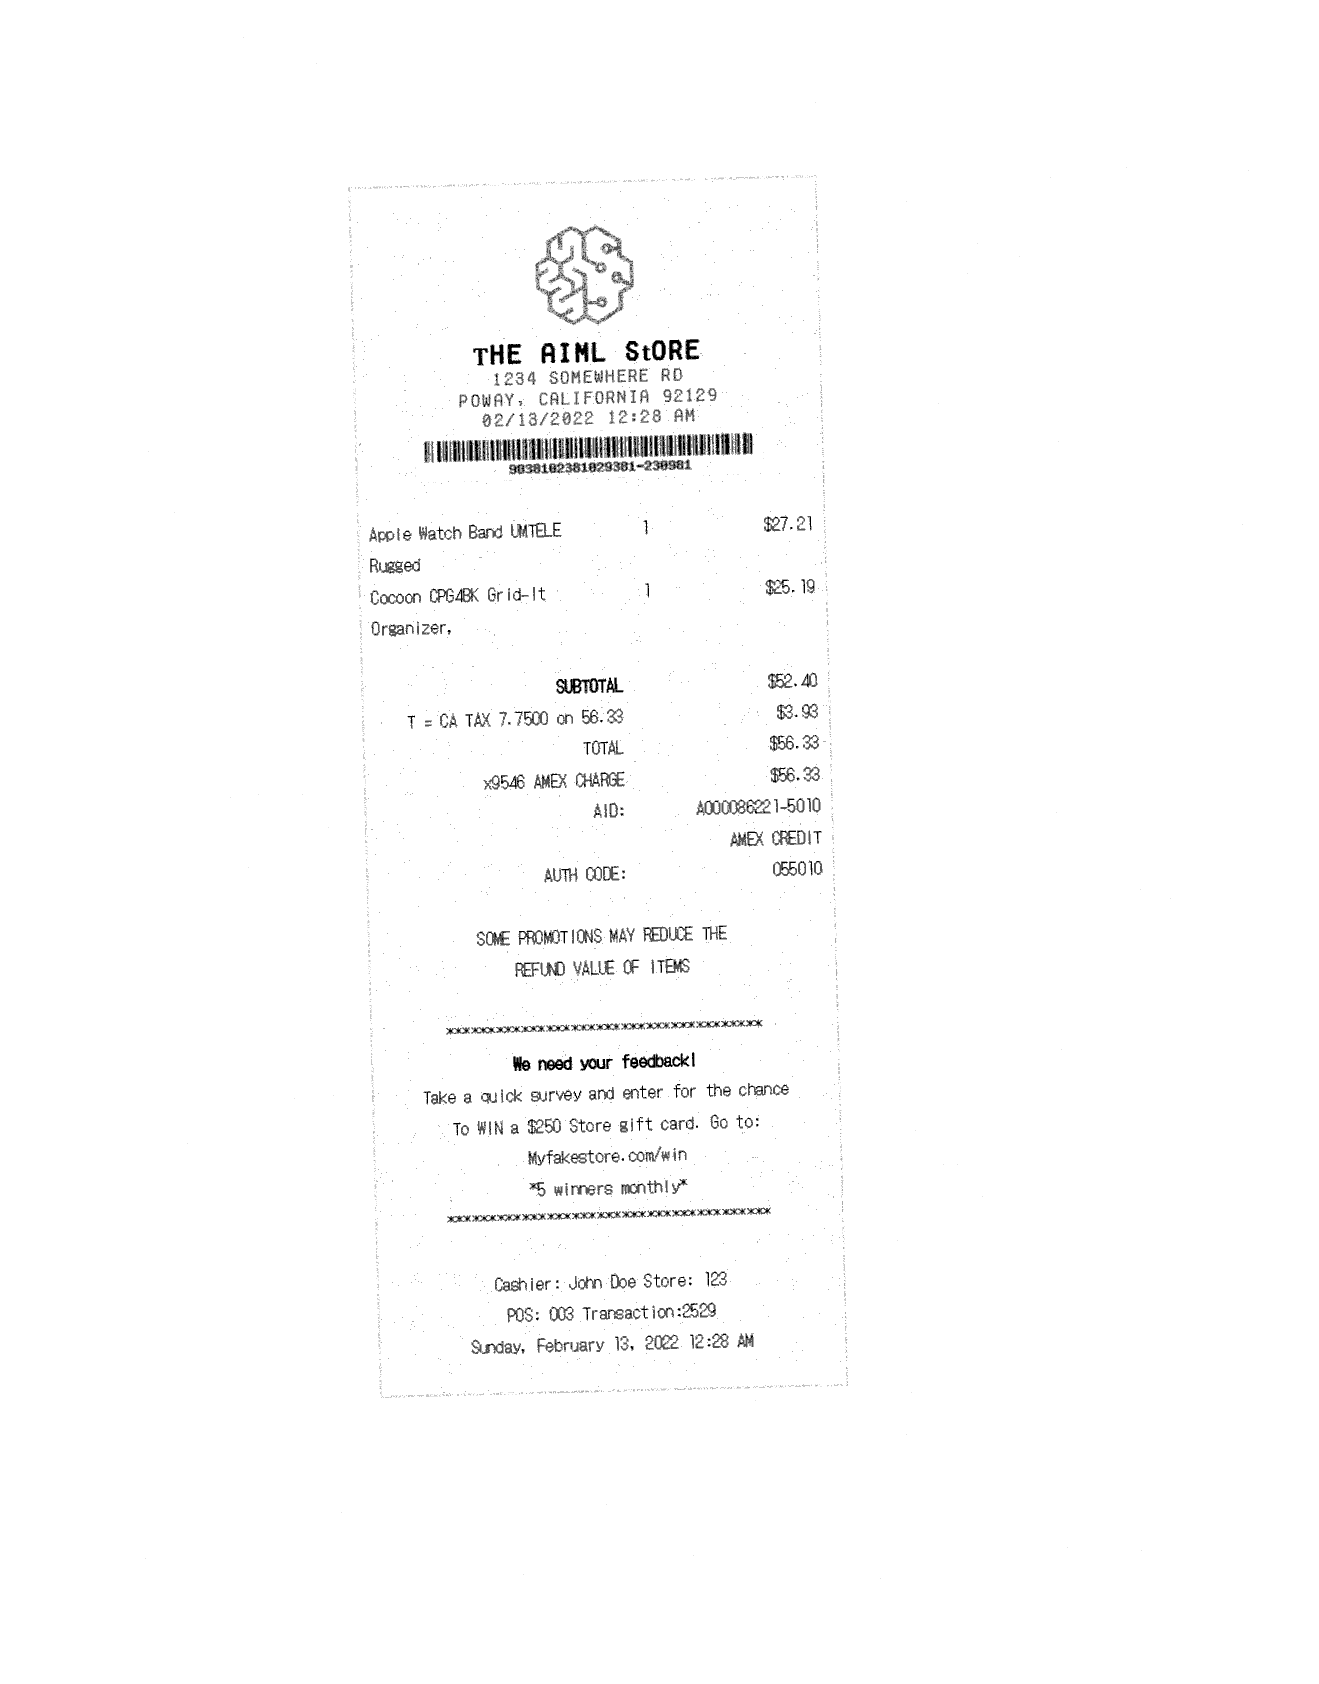 THE AIML StORE
1234 SOMEWHERE RD
POWAY, CALIFORNIA 92129
02/13/2022 12:28 AM
9038102381029381-230981
Apple Watch Band UMTELE 1 $27.21
Rugged
Cocoon CPG4BK Grid-It 1 $25.19
Organizer,
SUBTOTAL $52.40
T = CA TAX 7.7500 on 56.33 $3.93
TOTAL $56.33
x9546 AMEX CHARGE $56.33
AID: A000086221-5010
AMEX CREDIT
AUTH CODE: 055010
SOME PROMOTIONS MAY REDUCE THE
REFUND VALUE OF ITEMS
****************************************
We need your feedback!
Take a quick survey and enter for the chance
To WIN a $250 Store gift card. Go to:
Myfakestore.com/win
*5 winners monthly*
****************************************
Cashier: John Doe Store: 123
POS: 003 Transaction:2529
Sunday, February 13, 2022 12:28 AM